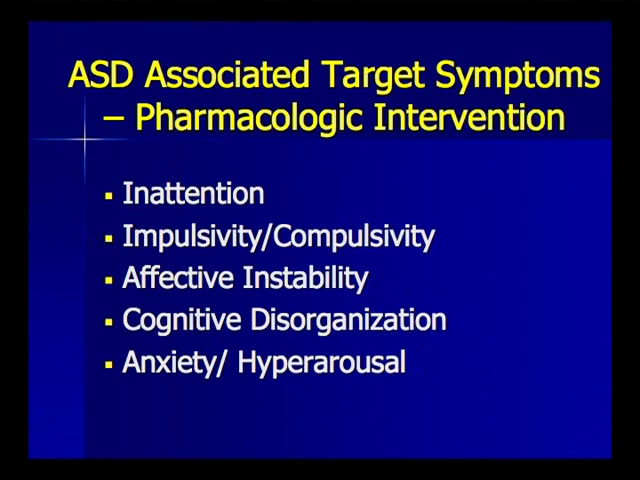 ASD Associated Target Symptoms
– Pharmacologic Intervention
▪ Inattention
▪ Impulsivity/Compulsivity
▪ Affective Instability
▪ Cognitive Disorganization
▪ Anxiety/ Hyperarousal